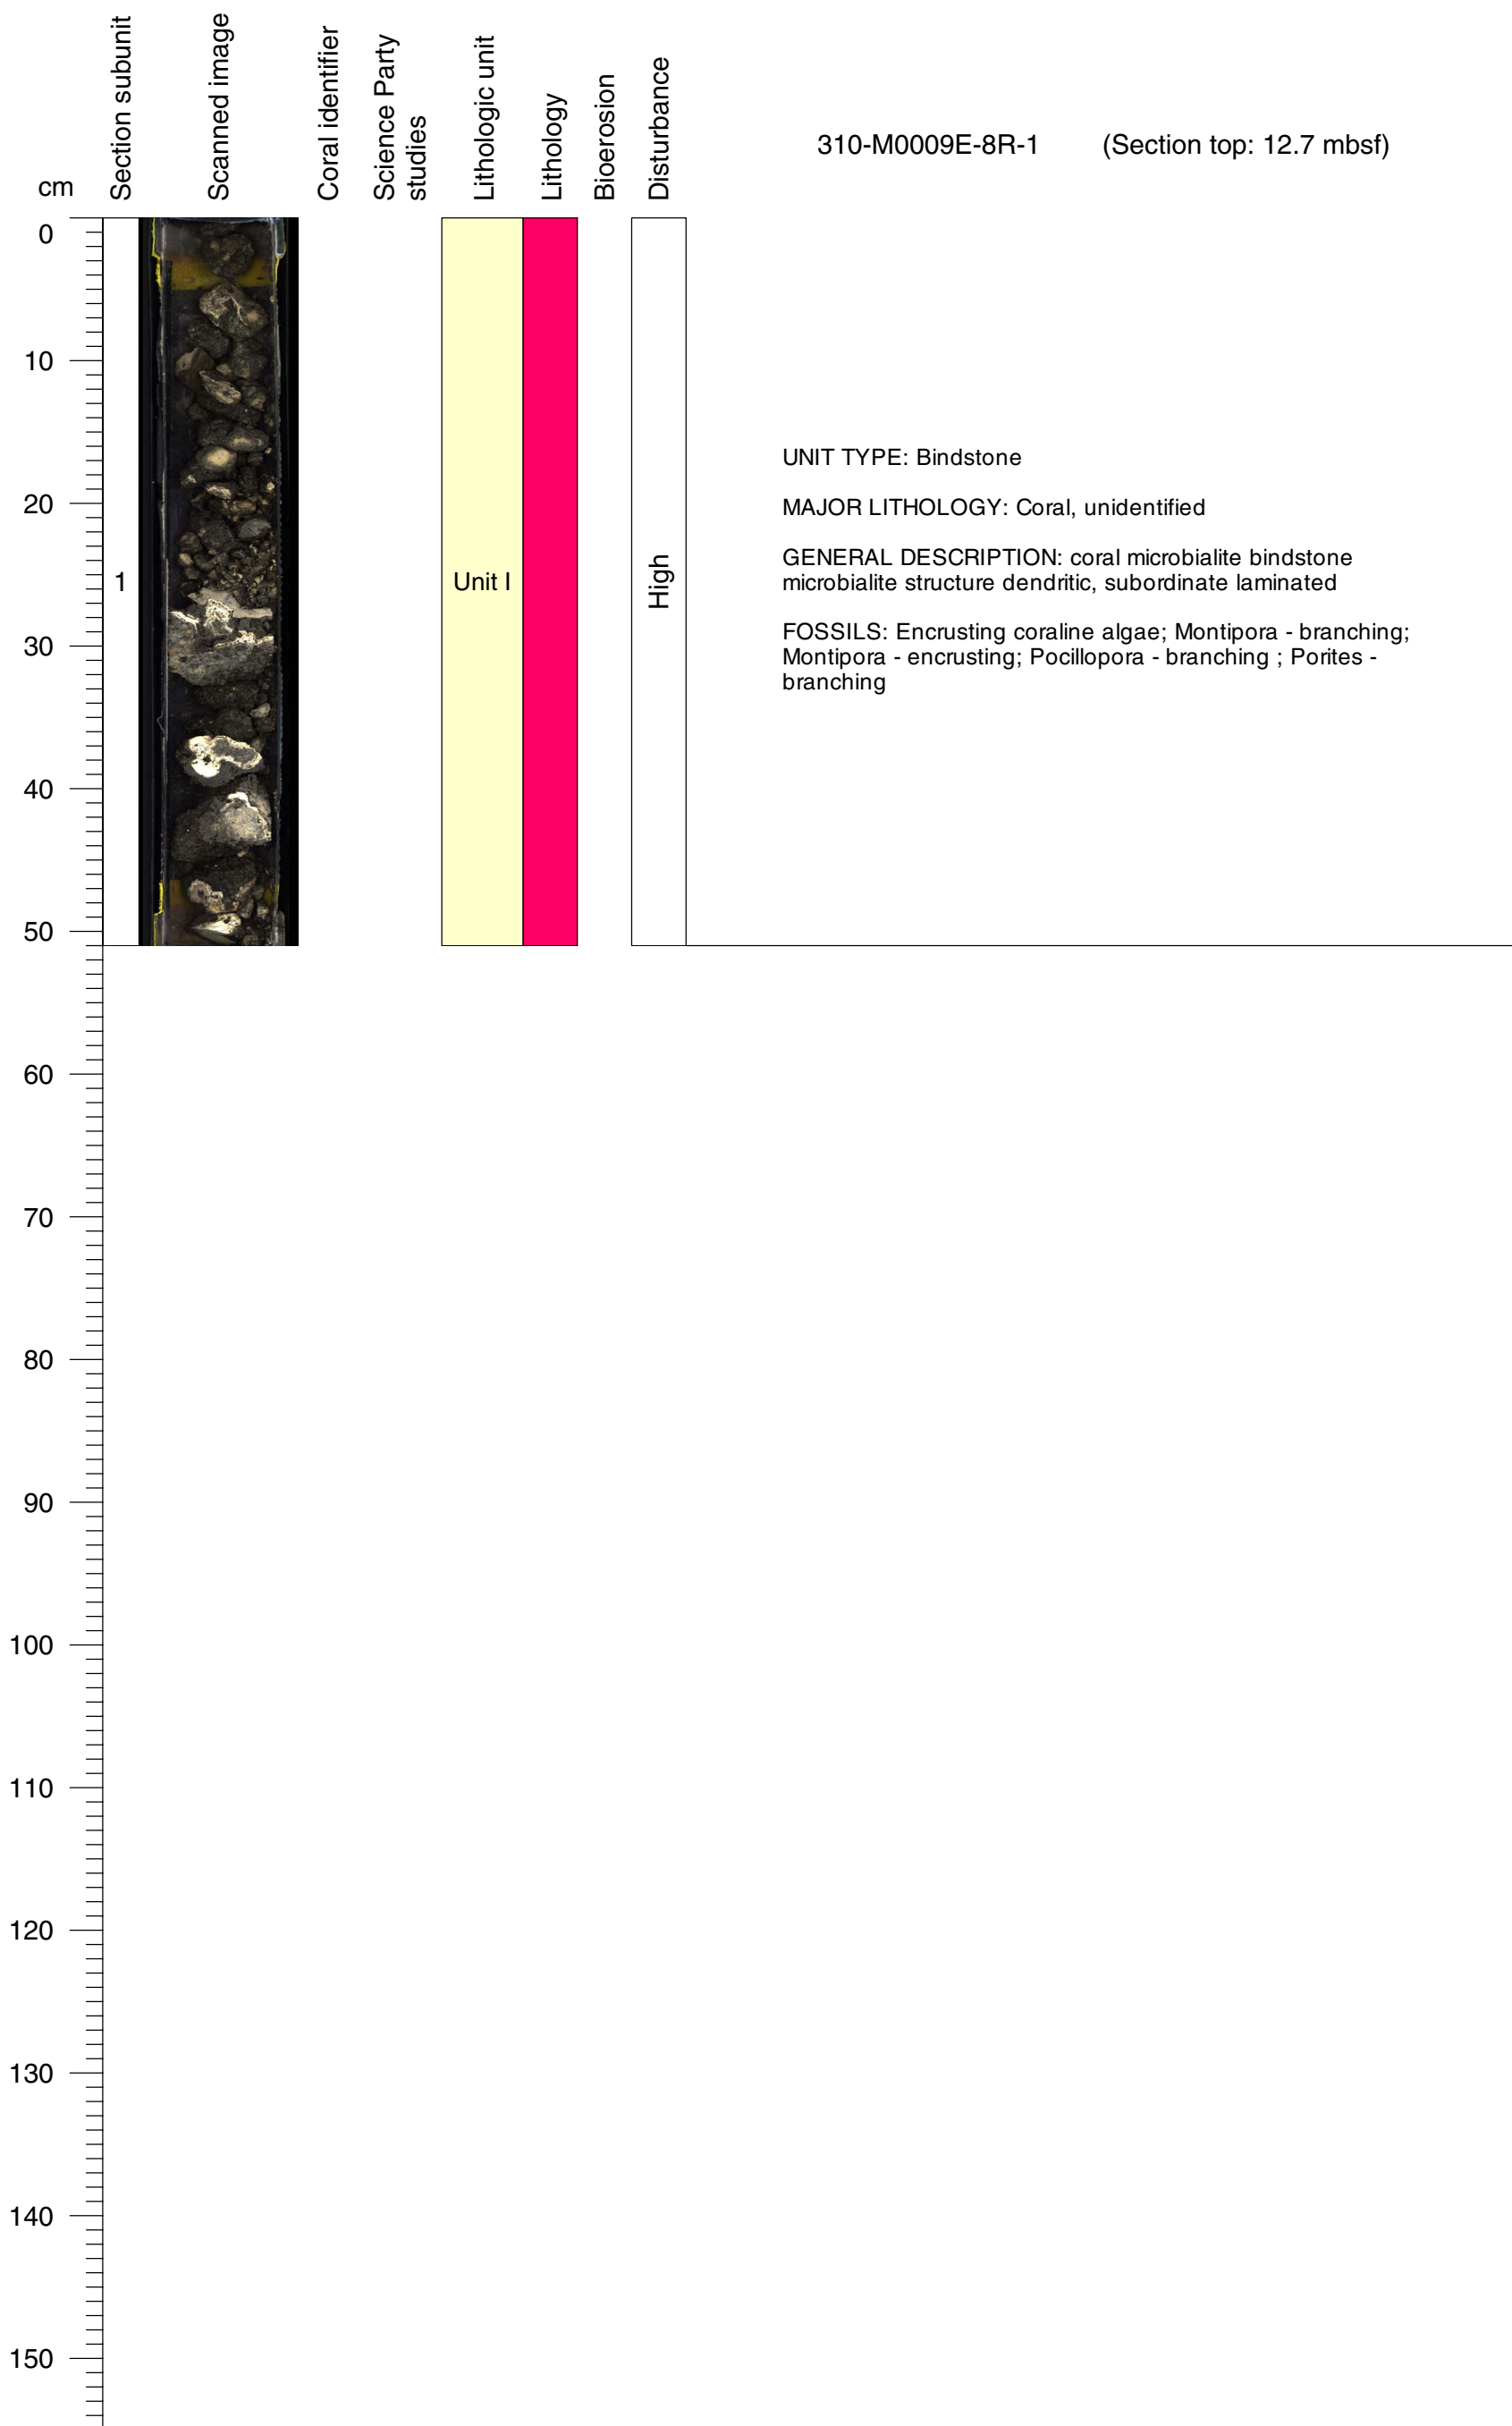 cm
Section subunit
Scanned image
Coral identifier
Science Party
studies
Lithologic unit
Lithology
Bioerosion
Disturbance
310-M0009E-8R-1 (Section top: 12.7 mbsf)
0
10
20
30
40
50
60
70
80
90
100
110
120
130
140
150
1
Unit I
High
UNIT TYPE: Bindstone
MAJOR LITHOLOGY: Coral, unidentified
GENERAL DESCRIPTION: coral microbialite bindstone
microbialite structure dendritic, subordinate laminated
FOSSILS: Encrusting coraline algae; Montipora - branching;
Montipora - encrusting; Pocillopora - branching ; Porites -
branching